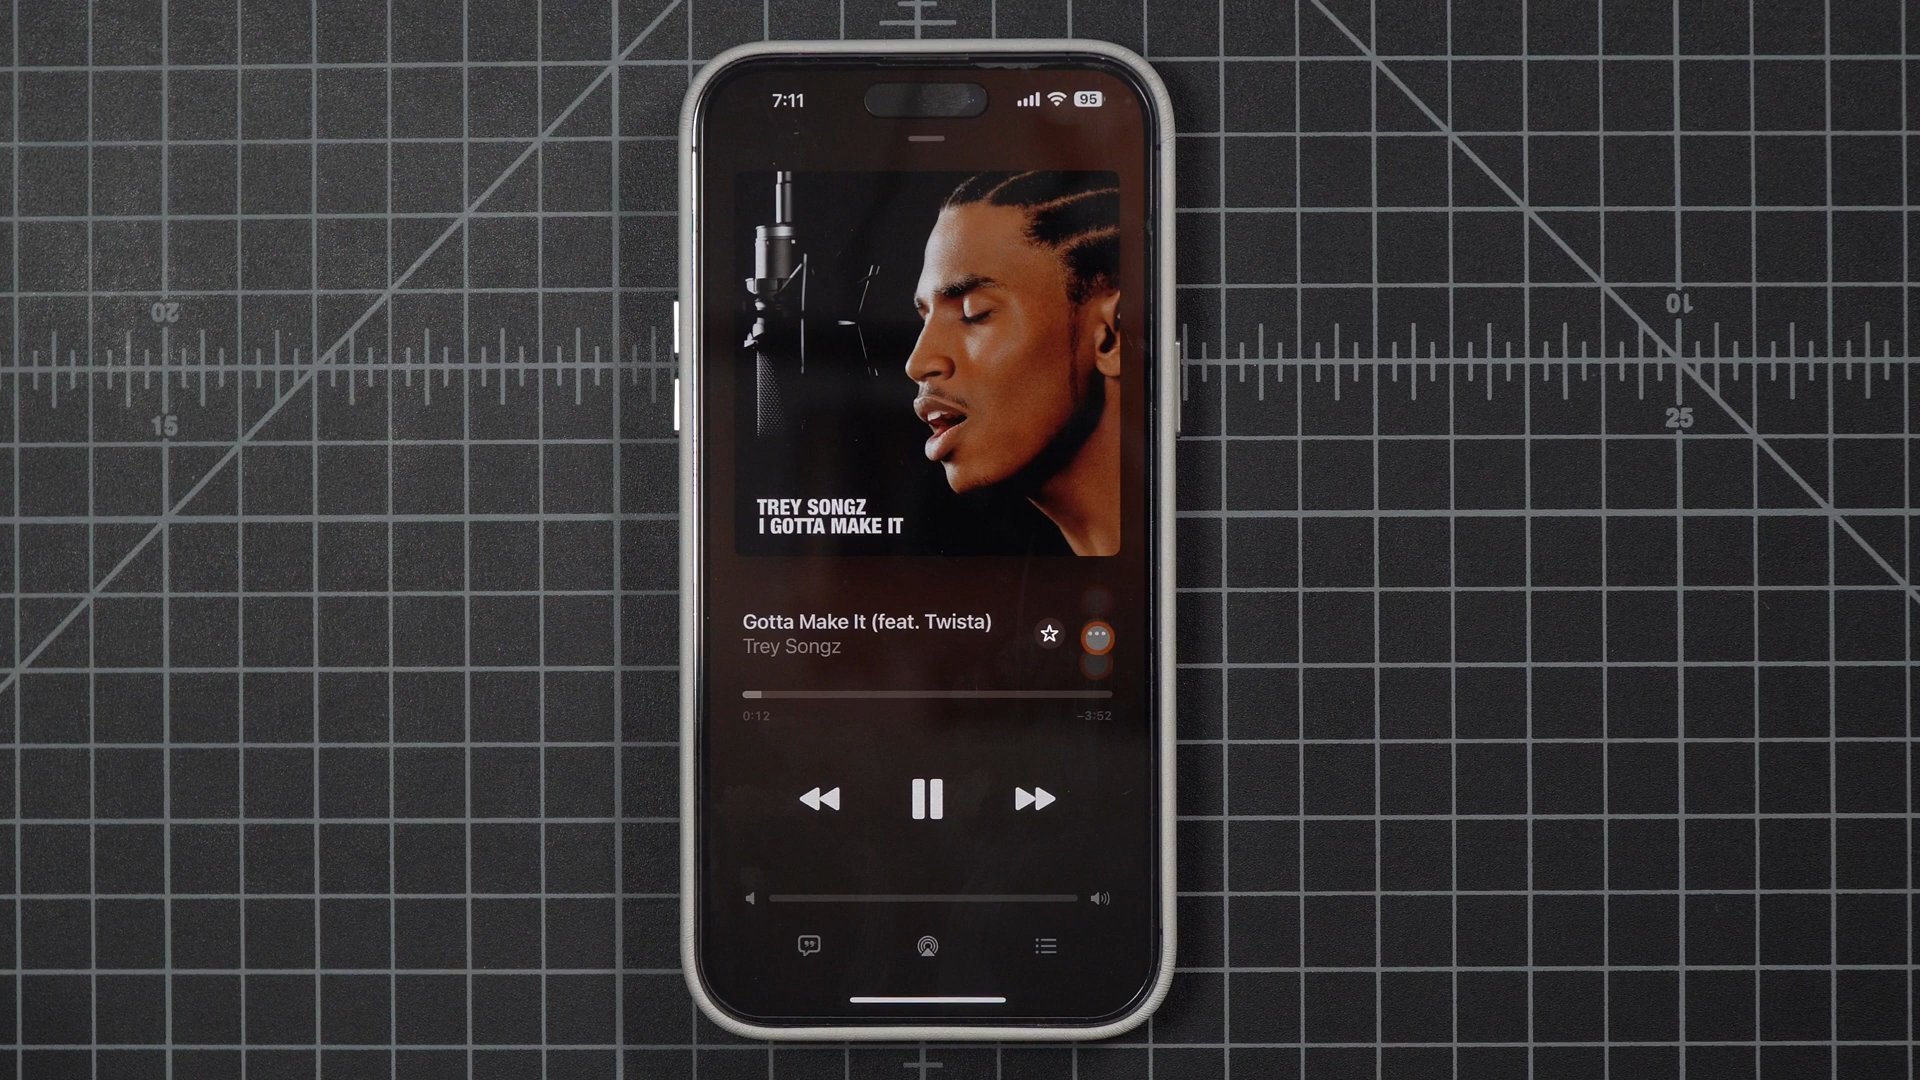 7:11
95
20
10
15
25
TREY SONGZ
I GOTTA MAKE IT
Gotta Make It (feat. Twista)
Trey Songz
0:12
-3:52